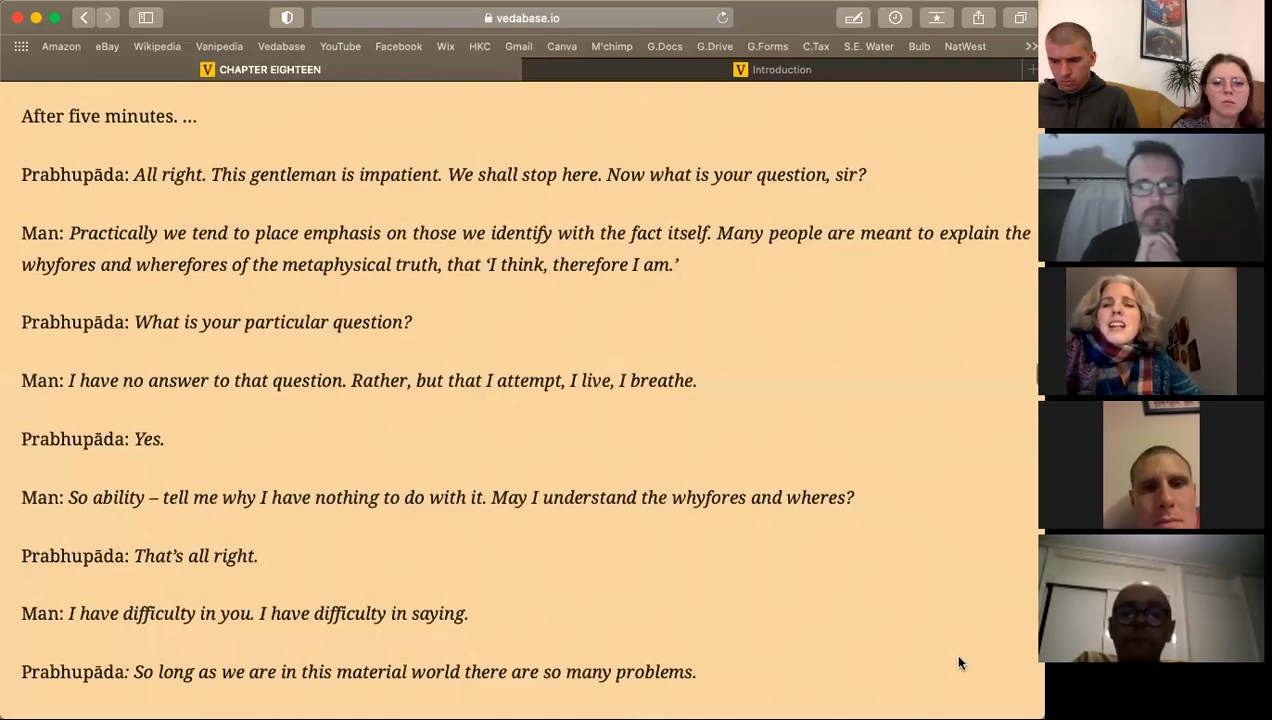 vedabase.io
Amazon eBay Wikipedia Vanipedia Vedabase YouTube Facebook Wix HKC Gmail Canva M'chimp G.Docs G.Drive G.Forms C.Tax S.E. Water Bulb NatWest >>
V CHAPTER EIGHTEEN V Introduction +
After five minutes. ...
Prabhupāda: All right. This gentleman is impatient. We shall stop here. Now what is your question, sir?
Man: Practically we tend to place emphasis on those we identify with the fact itself. Many people are meant to explain the
whyfores and wherefores of the metaphysical truth, that ‘I think, therefore I am.’
Prabhupāda: What is your particular question?
Man: I have no answer to that question. Rather, but that I attempt, I live, I breathe.
Prabhupāda: Yes.
Man: So ability – tell me why I have nothing to do with it. May I understand the whyfores and wheres?
Prabhupāda: That’s all right.
Man: I have difficulty in you. I have difficulty in saying.
Prabhupāda: So long as we are in this material world there are so many problems.